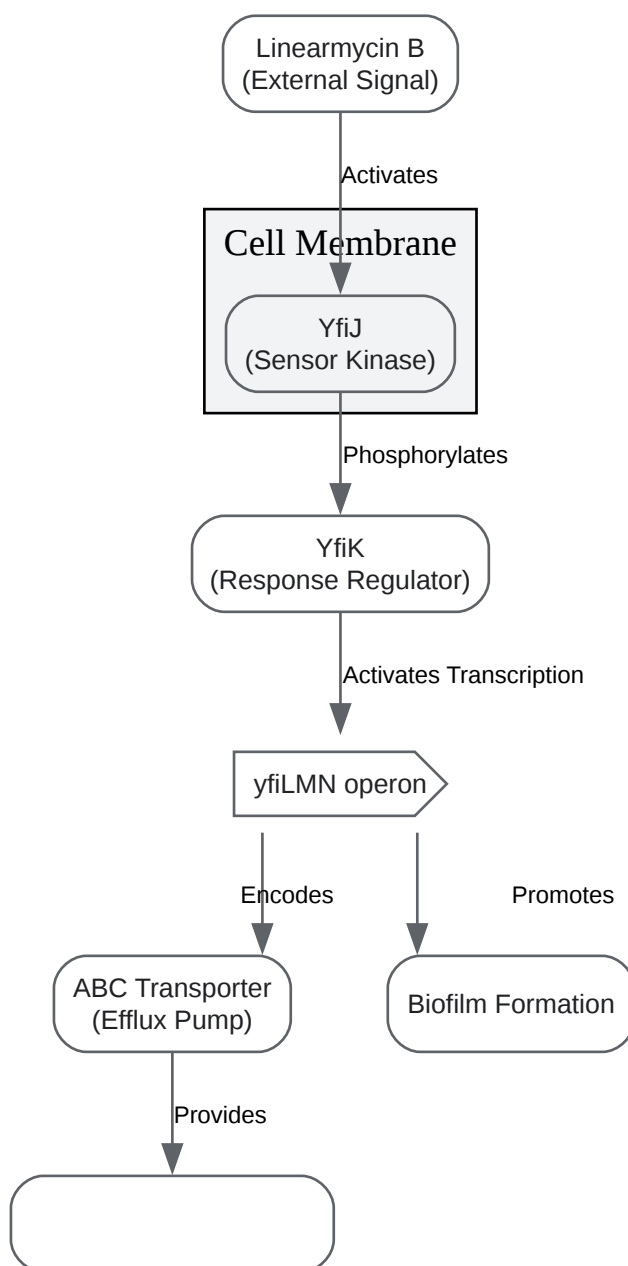 Linearmycin B
(External Signal)
Activates
Cell Membrane
YfiJ
(Sensor Kinase)
Phosphorylates
YfiK
(Response Regulator)
Activates Transcription
yfiLMN operon
Encodes
Promotes
ABC Transporter
(Efflux Pump)
Biofilm Formation
Provides